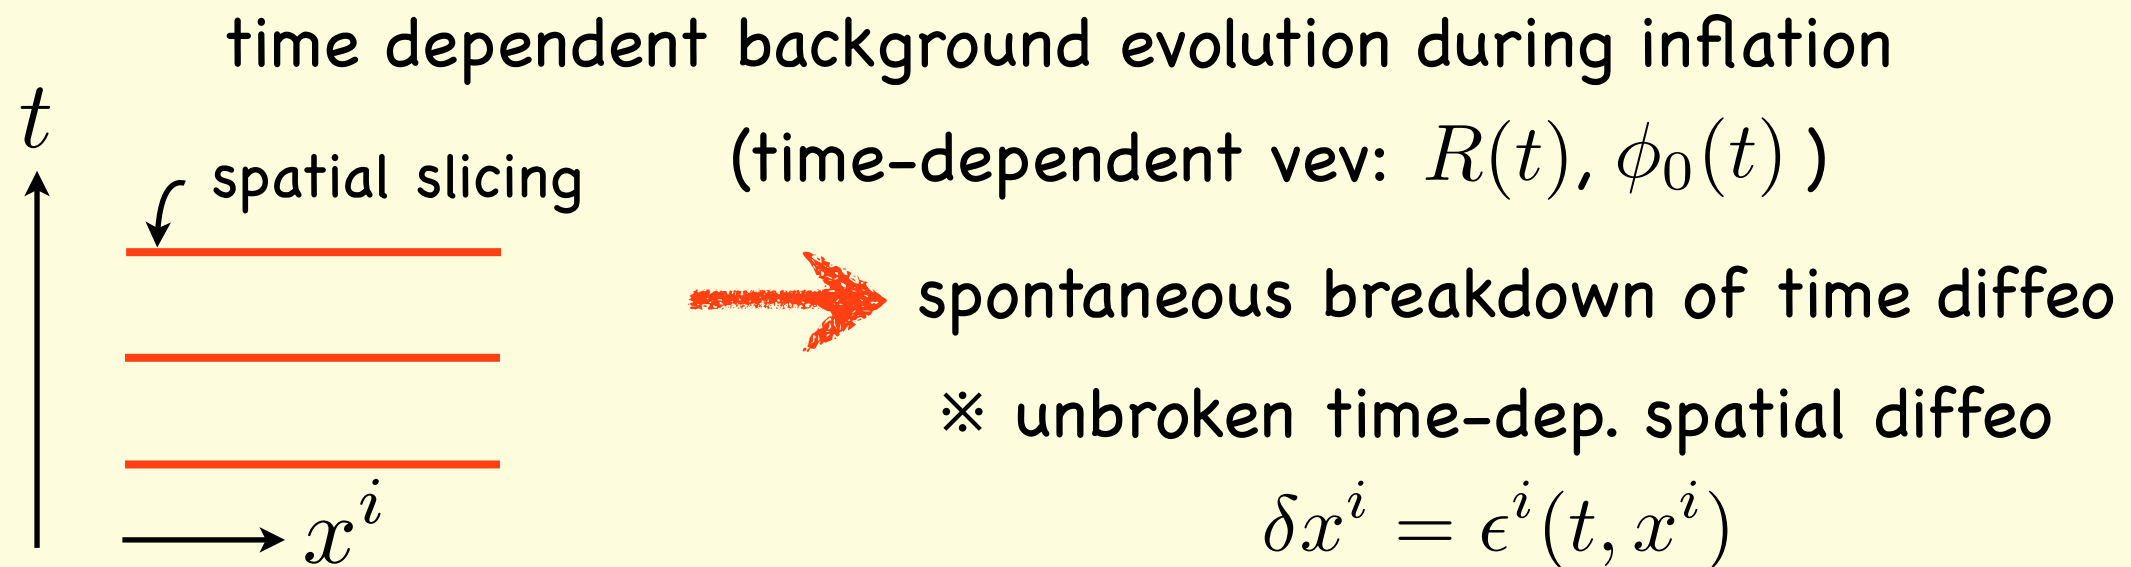 time dependent background evolution during inflation
t
(time-dependent vev: R(t), ϕ₀(t) )
spatial slicing
spontaneous breakdown of time diffeo
※ unbroken time-dep. spatial diffeo
xⁱ
δxⁱ = ϵⁱ(t, xⁱ)